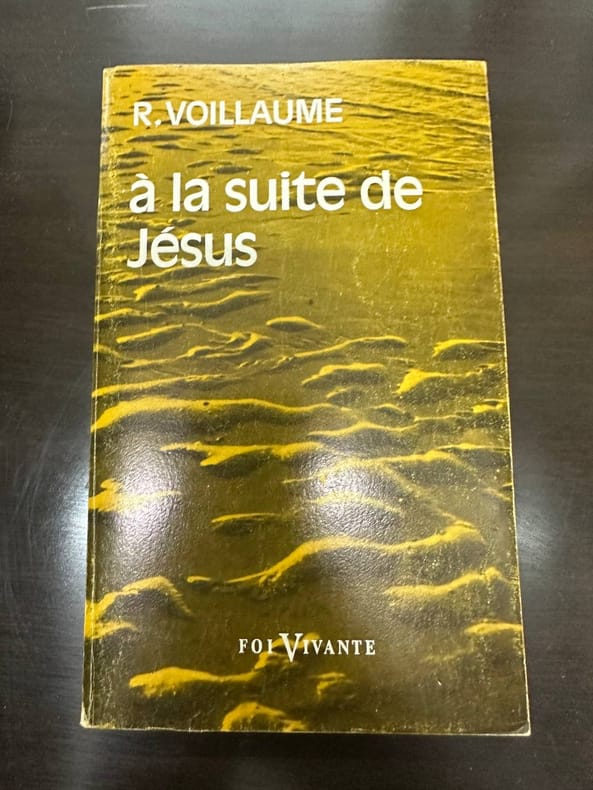 R. VOILLAUME
à la suite de
Jésus
FOI VIVANTE